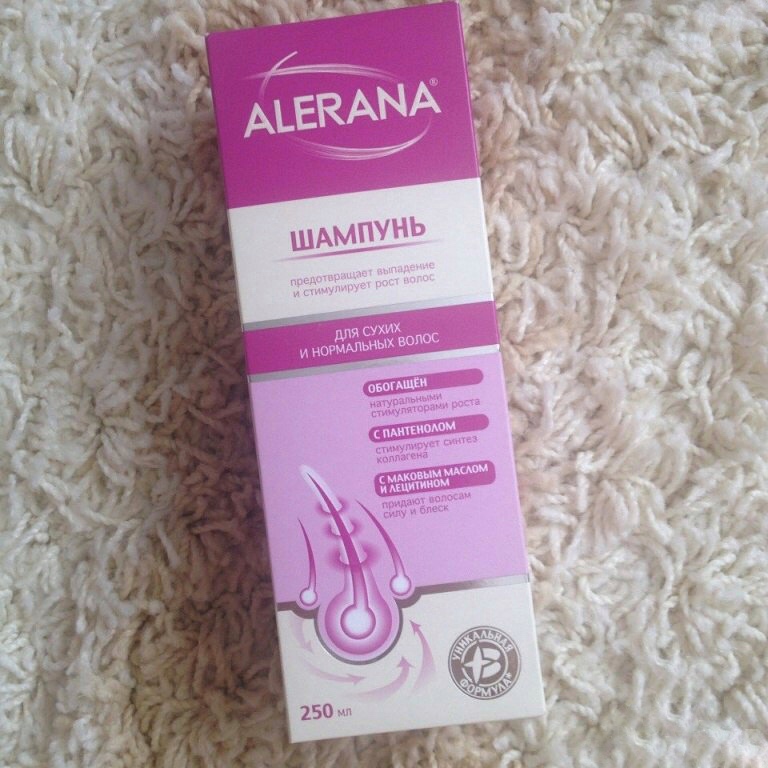 ALERANA®
ШАМПУНЬ
предотвращает выпадение
и стимулирует рост волос
ДЛЯ СУХИХ
И НОРМАЛЬНЫХ ВОЛОС
ОБОГАЩЁН
натуральными
стимуляторами роста
С ПАНТЕНОЛОМ
стимулирует синтез
коллагена
С МАКОВЫМ МАСЛОМ
И ЛЕЦИТИНОМ
придают волосам
силу и блеск
УНИКАЛЬНАЯ
ФОРМУЛА*
250 мл